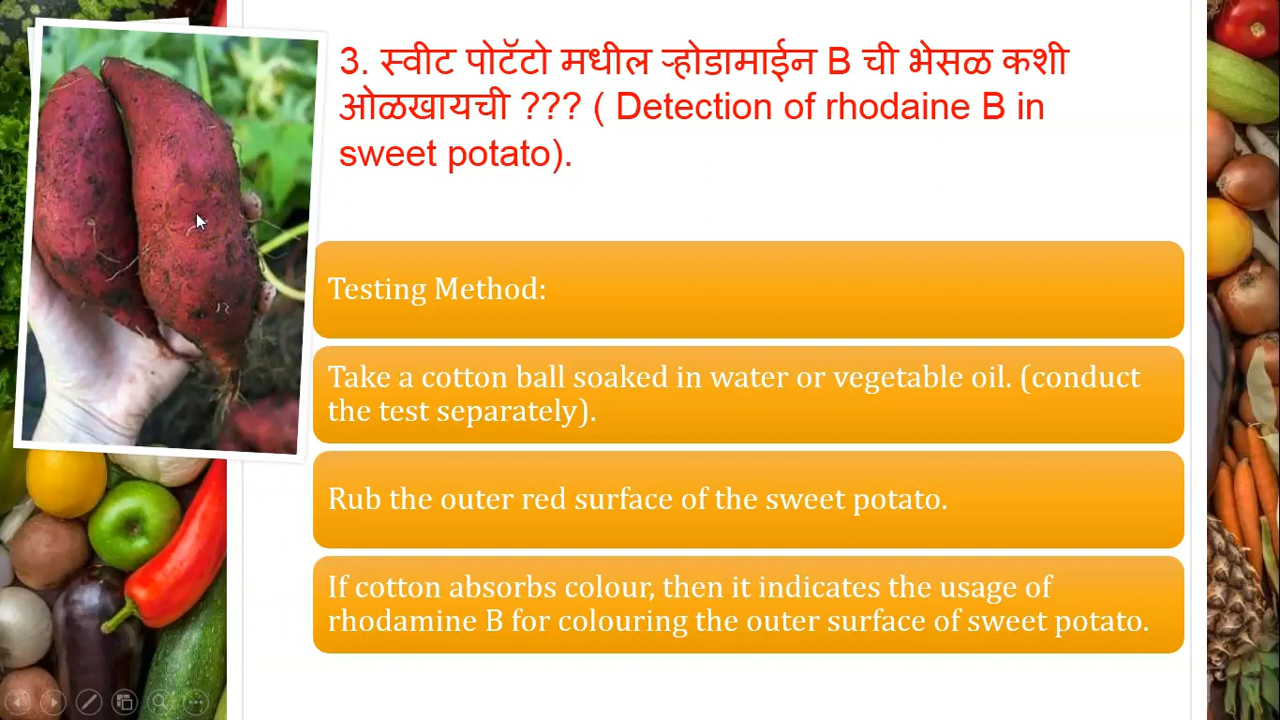 3. स्वीट पोटॅटो मधील ऱ्होडामाईन B ची भेसळ कशी
ओळखायची ??? ( Detection of rhodaine B in
sweet potato).
Testing Method:
Take a cotton ball soaked in water or vegetable oil. (conduct
the test separately).
Rub the outer red surface of the sweet potato.
If cotton absorbs colour, then it indicates the usage of
rhodamine B for colouring the outer surface of sweet potato.